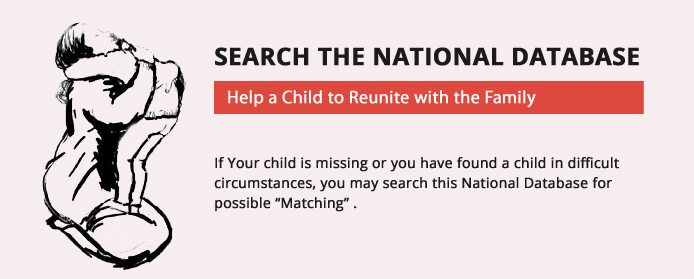 SEARCH THE NATIONAL DATABASE
Help a Child to Reunite with the Family
If Your child is missing or you have found a child in difficult
circumstances, you may search this National Database for
possible “Matching” .